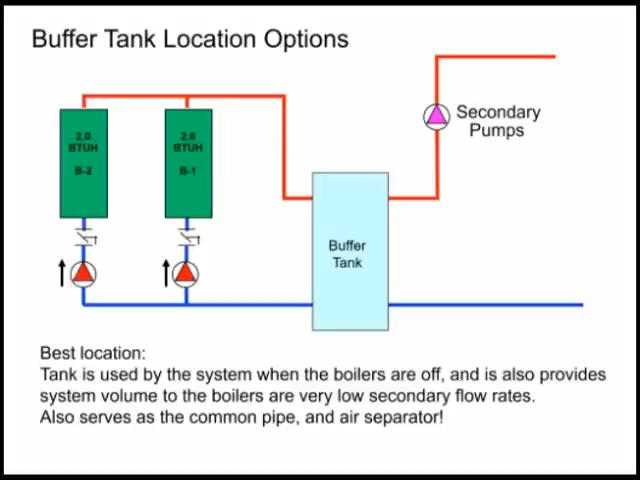 Buffer Tank Location Options
Secondary
Pumps
2.0
BTUH
B-2
2.0
BTUH
B-1
Buffer
Tank
Best location:
Tank is used by the system when the boilers are off, and is also provides
system volume to the boilers are very low secondary flow rates.
Also serves as the common pipe, and air separator!